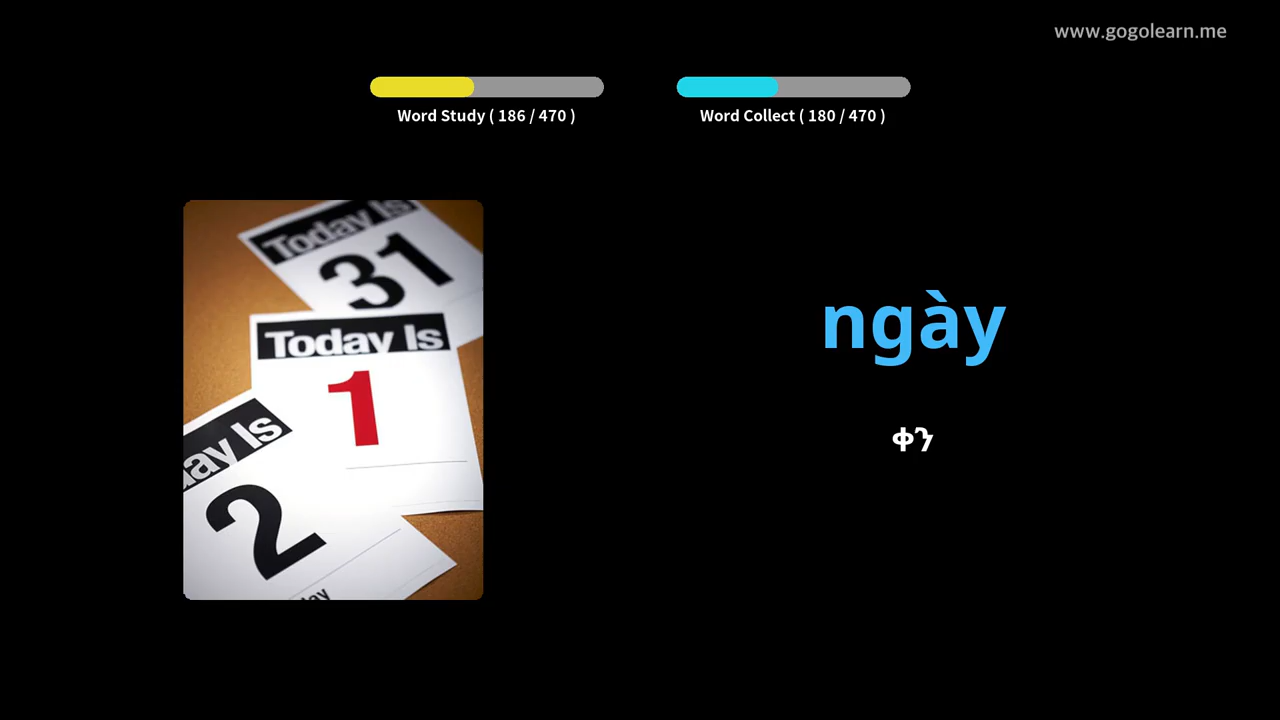 www.gogolearn.me
Word Study ( 186 / 470 )
Word Collect ( 180 / 470 )
Today Is
31
Today Is
1
ay Is
2
ngày
ቀን